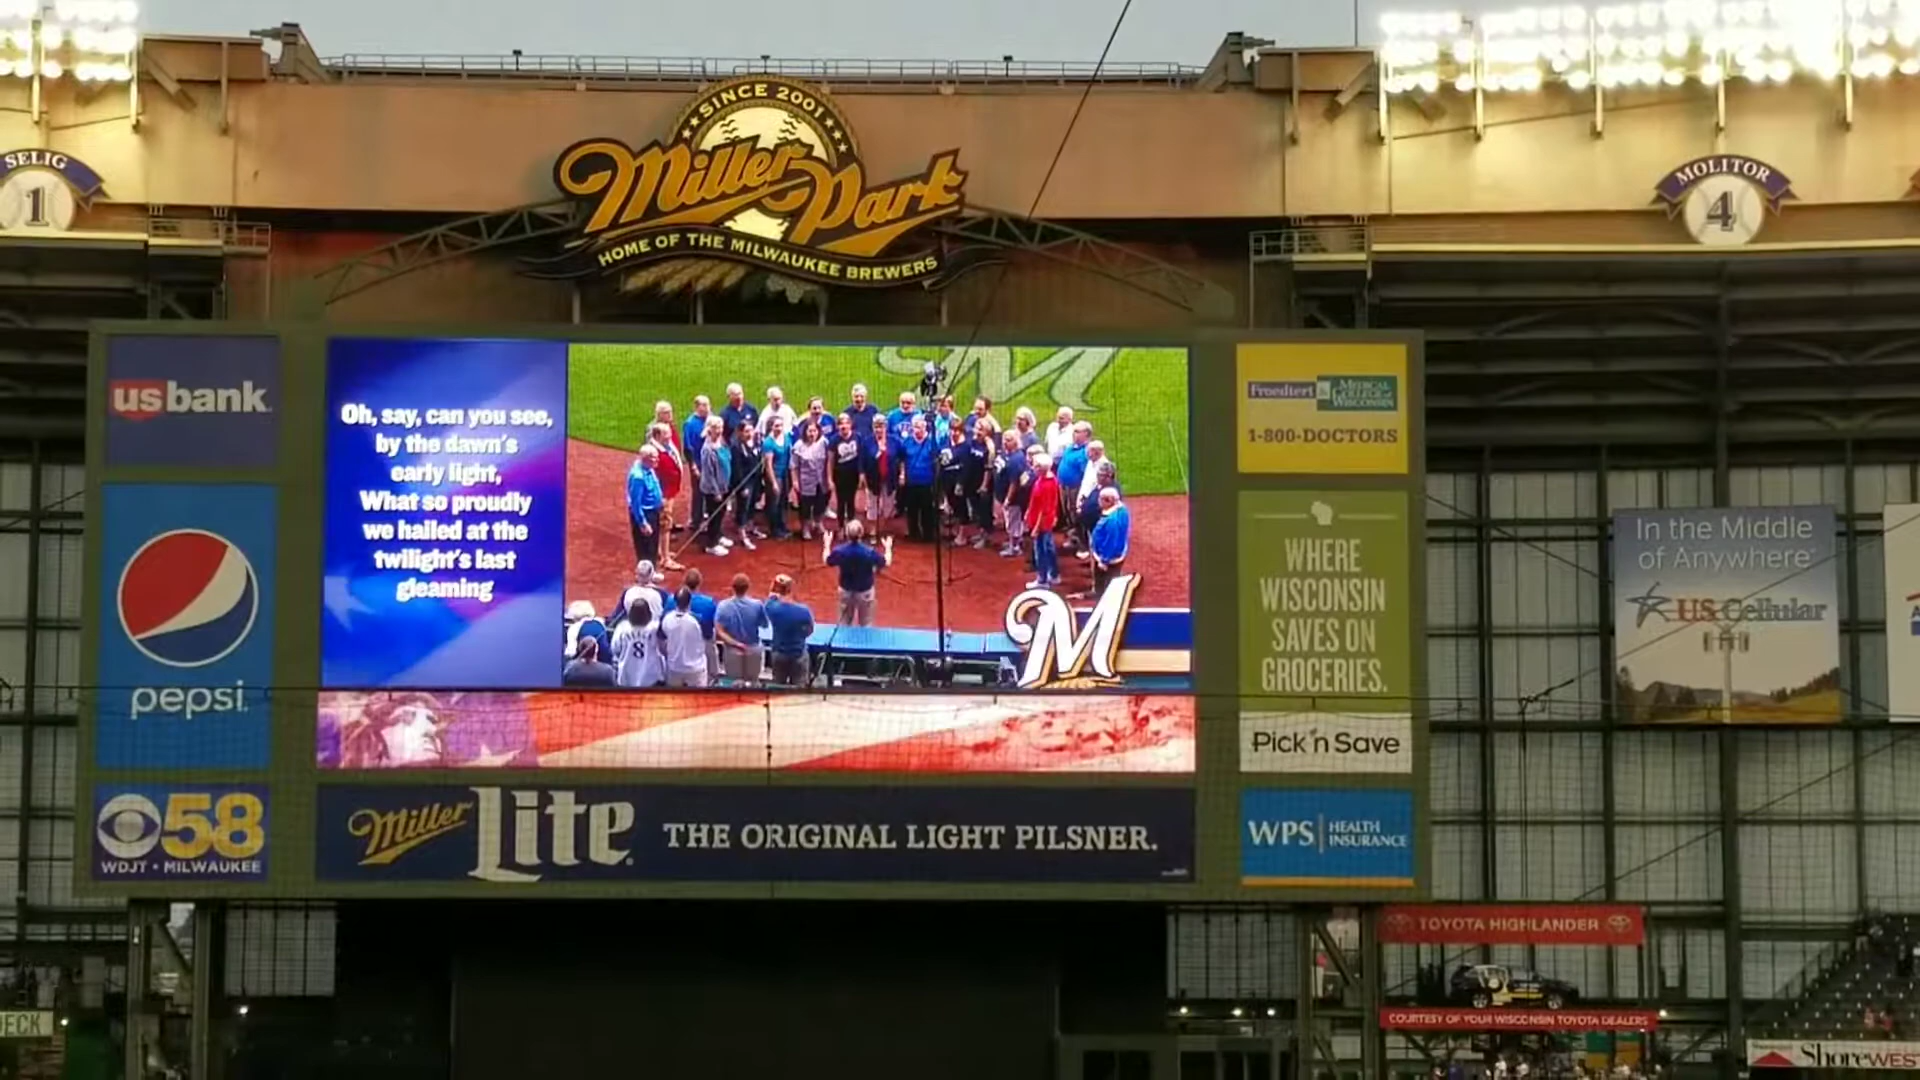 SINCE 2001
Miller Park
HOME OF THE MILWAUKEE BREWERS
SELIG
1
MOLITOR
4
usbank
pepsi
CBS 58
WDJT • MILWAUKEE
Oh, say, can you see,
by the dawn's
early light,
What so proudly
we hailed at the
twilight's last
gleaming
8
M
M
Miller Lite
THE ORIGINAL LIGHT PILSNER.
Froedtert & MEDICAL
COLLEGE of
WISCONSIN
1-800-DOCTORS
WHERE
WISCONSIN
SAVES ON
GROCERIES.
Pick 'n Save
WPS HEALTH
INSURANCE
In the Middle
of Anywhere
US Cellular
TOYOTA HIGHLANDER
COURTESY OF YOUR WISCONSIN TOYOTA DEALERS
ShoreWEST